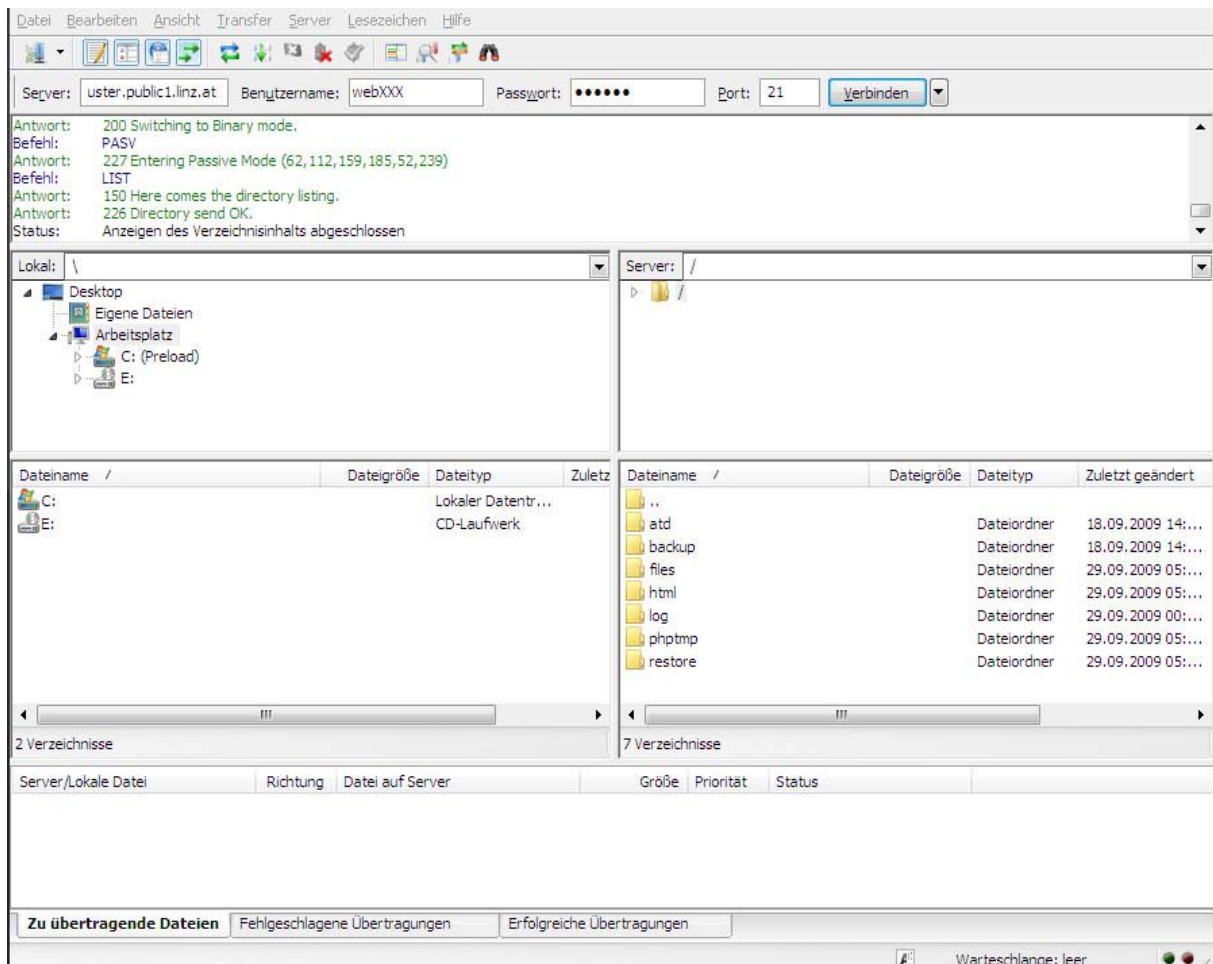 Datei Bearbeiten Ansicht Transfer Server Lesezeichen Hilfe
Server: uster.public1.linz.at Benutzername: webXXX Passwort: ●●●●●● Port: 21 Verbinden
Antwort: 200 Switching to Binary mode.
Befehl: PASV
Antwort: 227 Entering Passive Mode (62,112,159,185,52,239)
Befehl: LIST
Antwort: 150 Here comes the directory listing.
Antwort: 226 Directory send OK.
Status: Anzeigen des Verzeichnisinhalts abgeschlossen
Lokal: \
Desktop
Eigene Dateien
Arbeitsplatz
C: (Preload)
E:
Server: /
/
Dateiname / Dateigröße Dateityp Zuletz
C: Lokaler Datentr...
E: CD-Laufwerk
2 Verzeichnisse
Dateiname / Dateigröße Dateityp Zuletzt geändert
..
atd Dateiordner 18.09.2009 14:...
backup Dateiordner 18.09.2009 14:...
files Dateiordner 29.09.2009 05:...
html Dateiordner 29.09.2009 05:...
log Dateiordner 29.09.2009 00:...
phptmp Dateiordner 29.09.2009 05:...
restore Dateiordner 29.09.2009 05:...
7 Verzeichnisse
Server/Lokale Datei Richtung Datei auf Server Größe Priorität Status
Zu übertragende Dateien Fehlgeschlagene Übertragungen Erfolgreiche Übertragungen
Warteschlange: leer